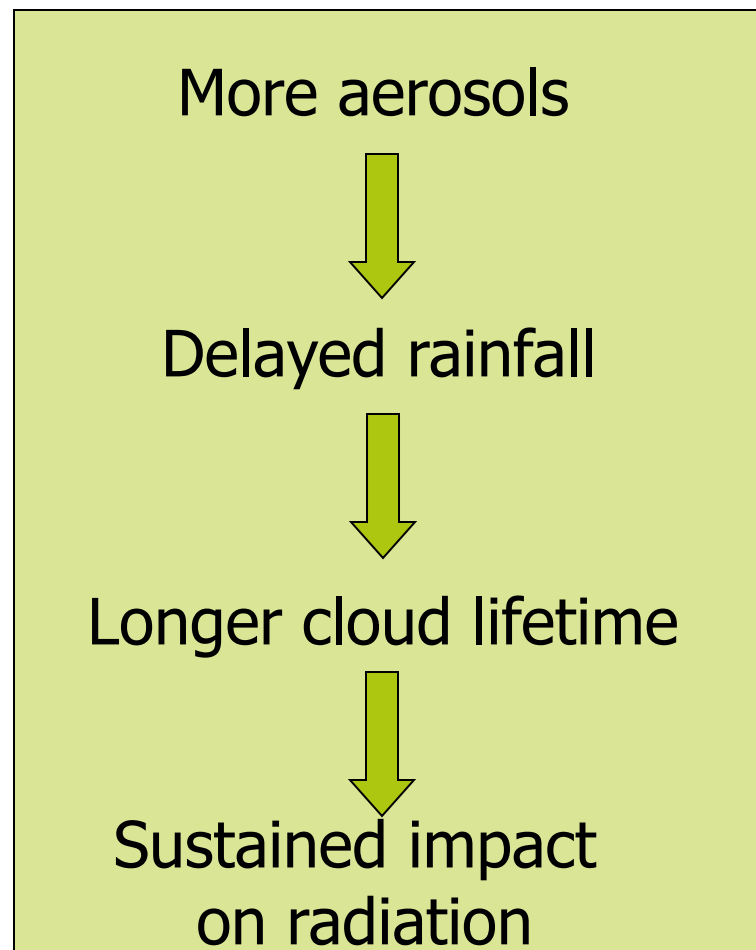 More aerosols
Delayed rainfall
Longer cloud lifetime
Sustained impact
on radiation